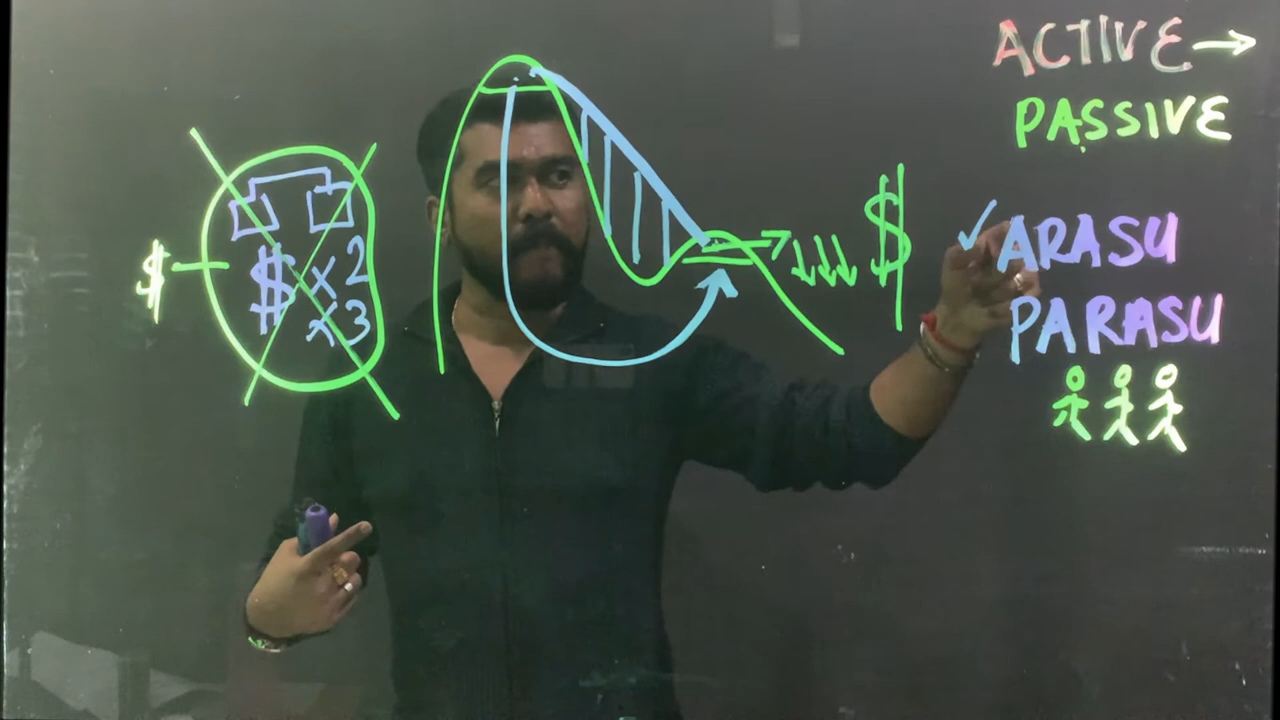 ACTIVE →
PASSIVE
$
$ x 2
x 3
$
✓ ARASU
PARASU